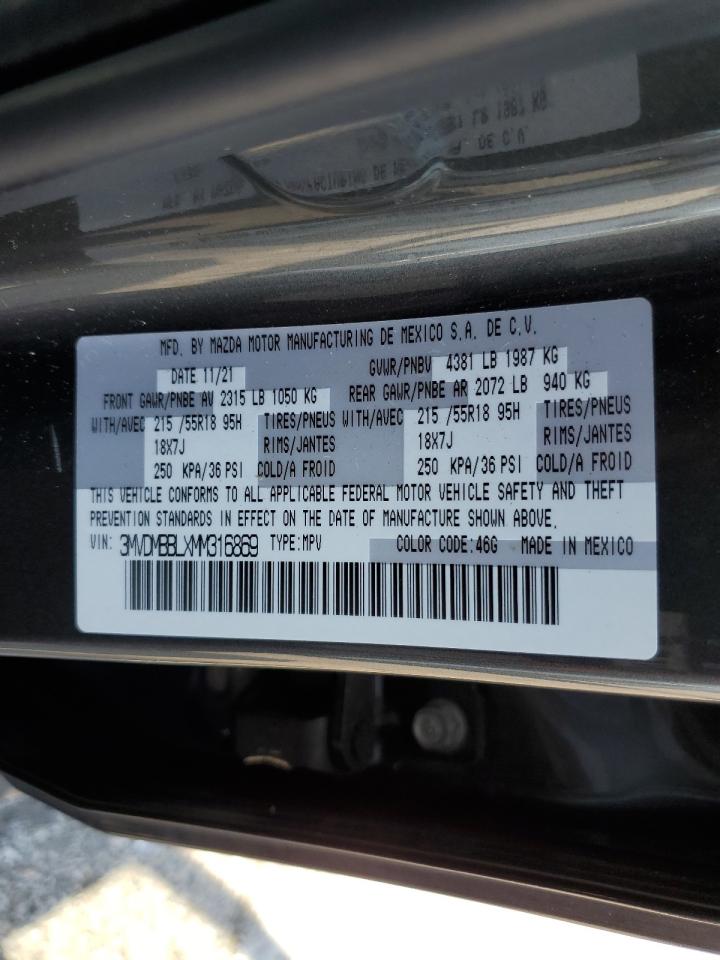 MFD. BY MAZDA MOTOR MANUFACTURING DE MEXICO S.A. DE C.V.
DATE 11/21 GVWR/PNBV 4381 LB 1987 KG
FRONT GAWR/PNBE AV 2315 LB 1050 KG REAR GAWR/PNBE AR 2072 LB 940 KG
WITH/AVEC 215 /55R18 95H TIRES/PNEUS WITH/AVEC 215 /55R18 95H TIRES/PNEUS
18X7J RIMS/JANTES 18X7J RIMS/JANTES
250 KPA/36 PSI COLD/A FROID 250 KPA/36 PSI COLD/A FROID
THIS VEHICLE CONFORMS TO ALL APPLICABLE FEDERAL MOTOR VEHICLE SAFETY AND THEFT
PREVENTION STANDARDS IN EFFECT ON THE DATE OF MANUFACTURE SHOWN ABOVE.
VIN: 3MVDMBBLXMM316869 TYPE:MPV COLOR CODE:46G MADE IN MEXICO